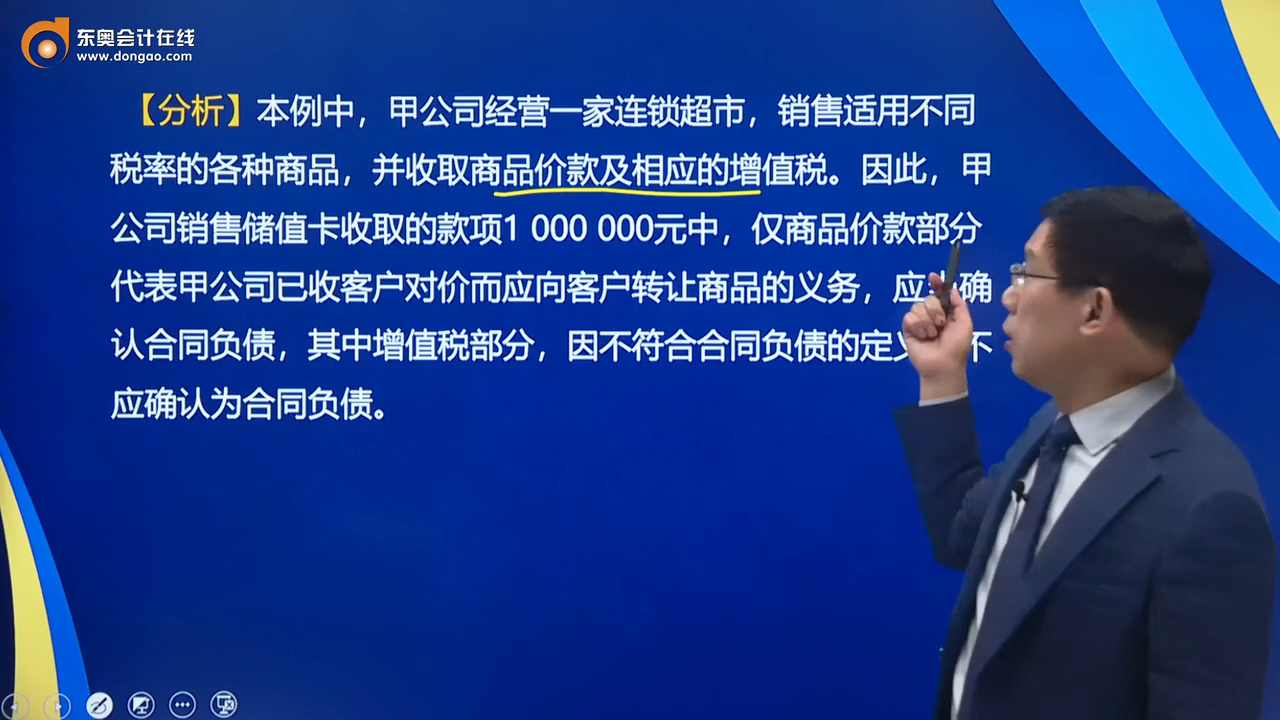 东奥会计在线
www.dongao.com
【分析】本例中，甲公司经营一家连锁超市，销售适用不同
税率的各种商品，并收取商品价款及相应的增值税。因此，甲
公司销售储值卡收取的款项1 000 000元中，仅商品价款部分
代表甲公司已收客户对价而应向客户转让商品的义务，应 确
认合同负债，其中增值税部分，因不符合合同负债的定义 不
应确认为合同负债。